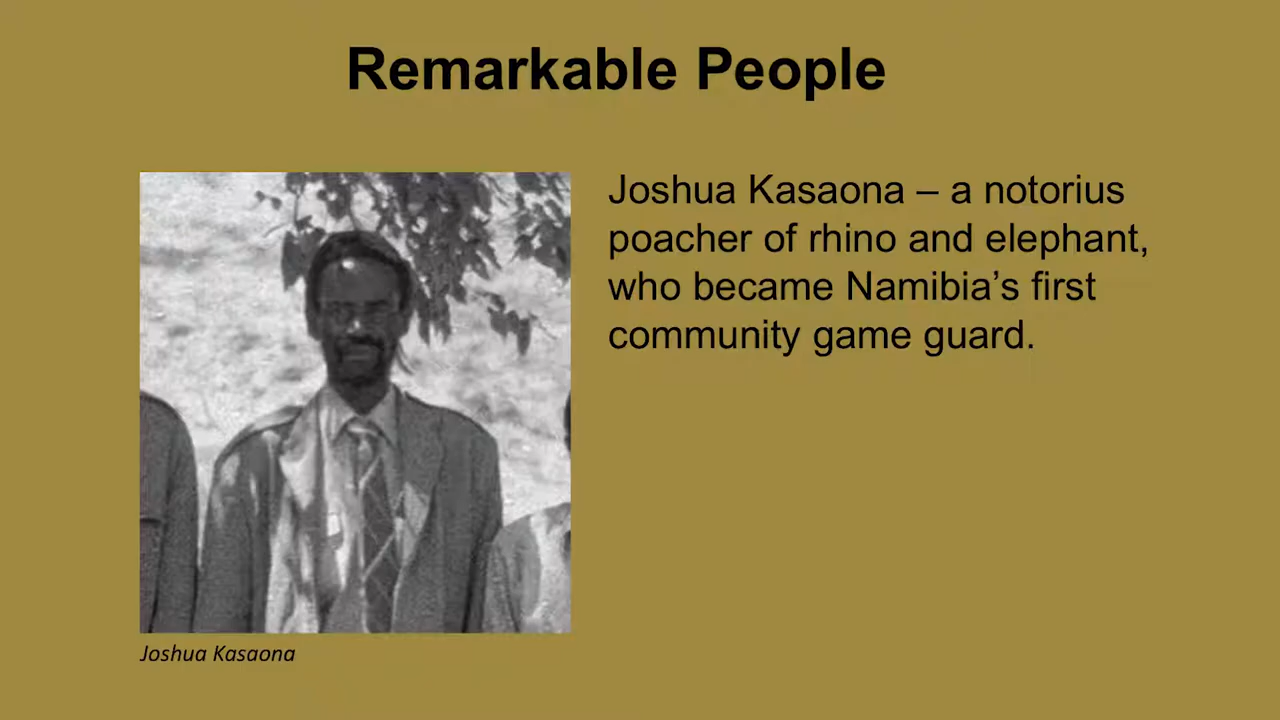 Remarkable People
Joshua Kasaona – a notorius
poacher of rhino and elephant,
who became Namibia’s first
community game guard.
Joshua Kasaona